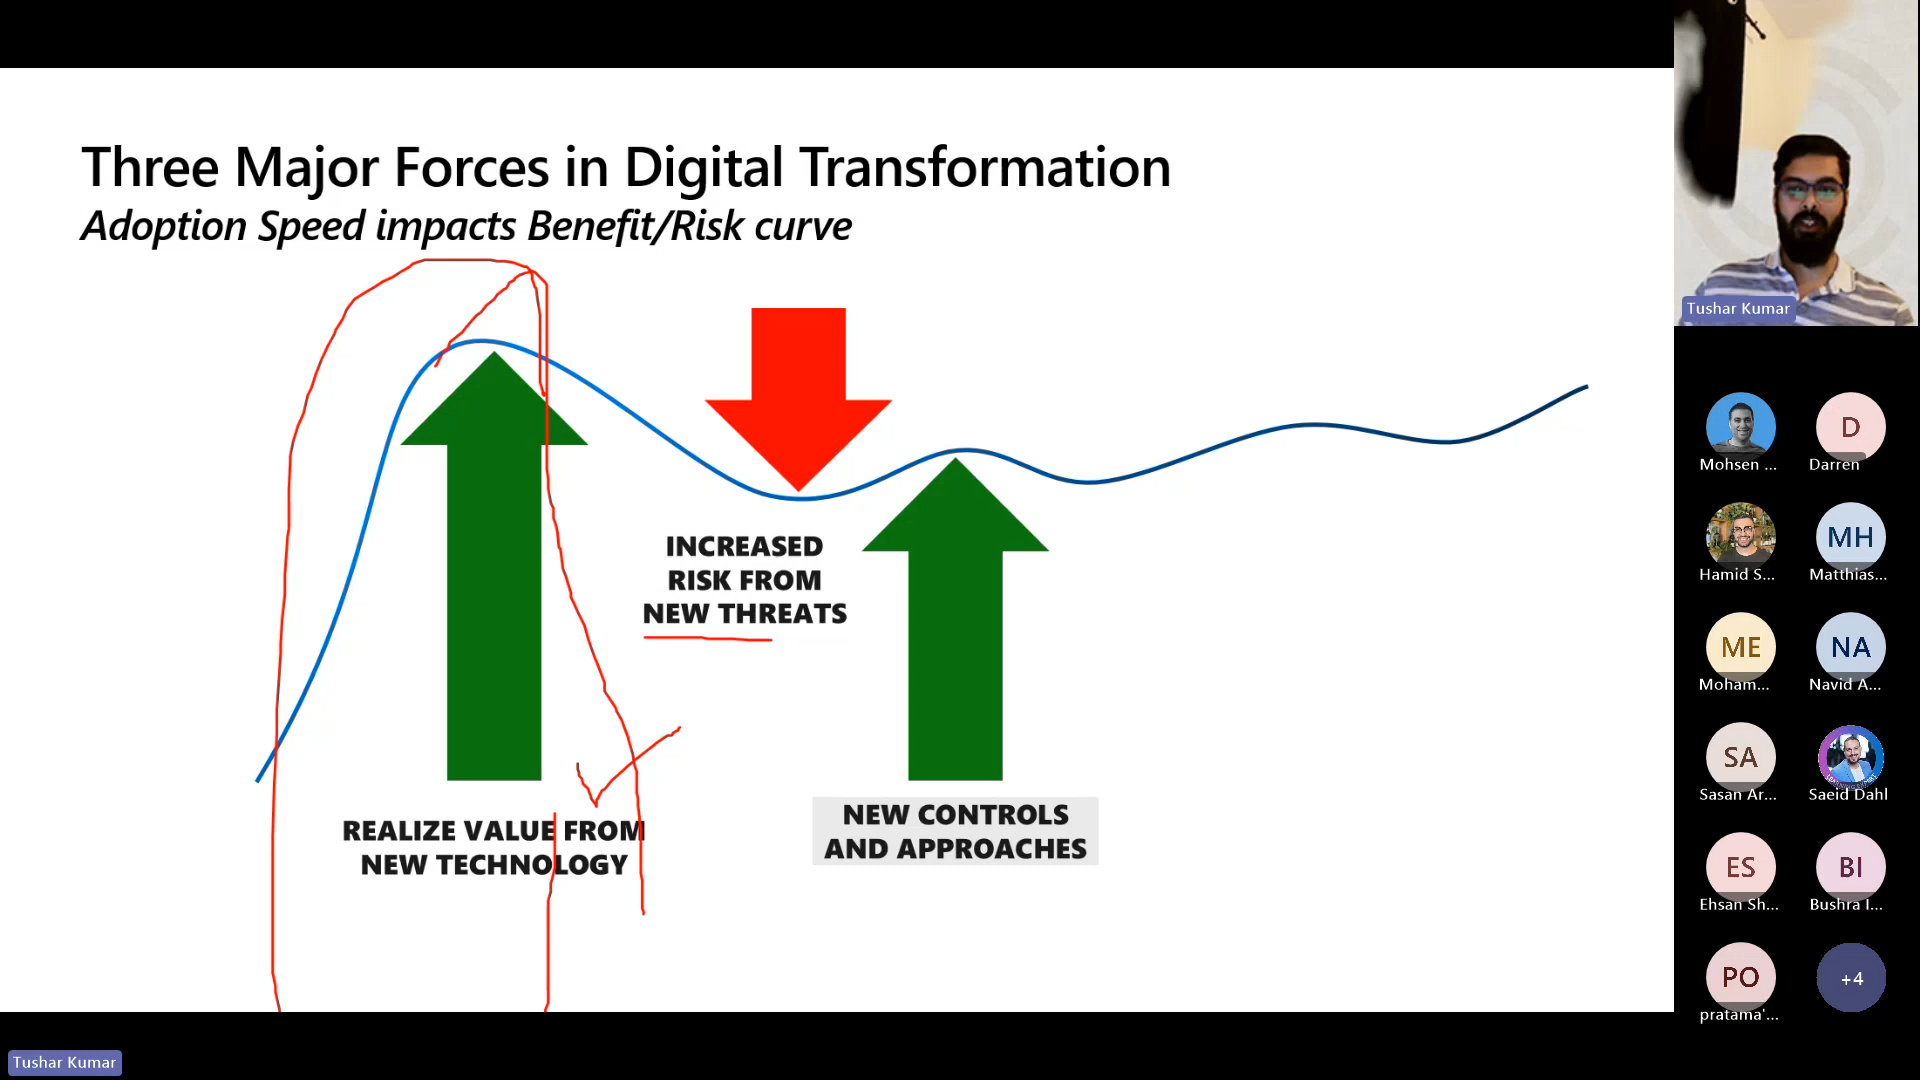 Three Major Forces in Digital Transformation
Adoption Speed impacts Benefit/Risk curve
INCREASED
RISK FROM
NEW THREATS
REALIZE VALUE FROM
NEW TECHNOLOGY
NEW CONTROLS
AND APPROACHES
Tushar Kumar
Mohsen ...
D
Darren
Hamid S...
MH
Matthias...
ME
Moham...
NA
Navid A...
SA
Sasan Ar...
Saeid Dahl
ES
Ehsan Sh...
BI
Bushra I...
PO
pratama'...
+4
Tushar Kumar